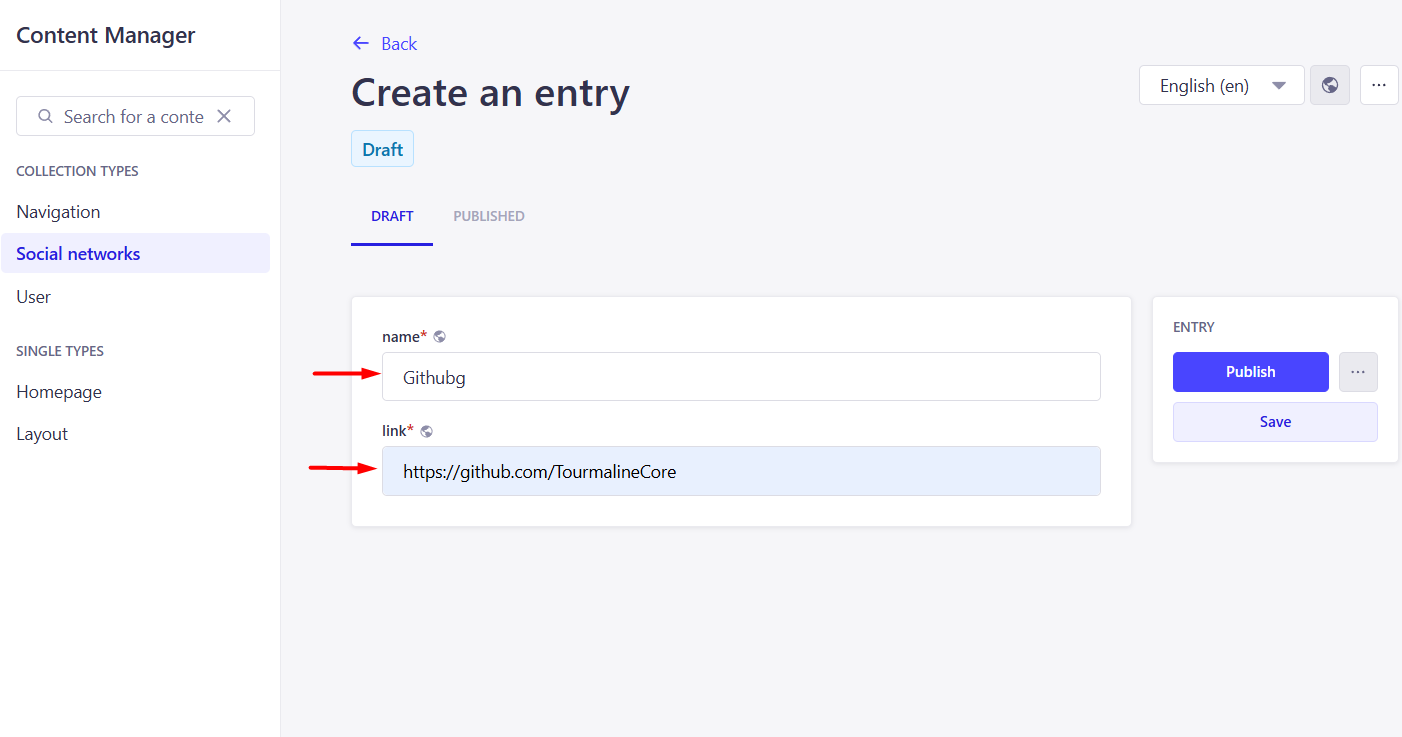 Content Manager
Search for a conte
COLLECTION TYPES
Navigation
Social networks
User
SINGLE TYPES
Homepage
Layout
Back
Create an entry
English (en)
Draft
DRAFT PUBLISHED
name*
Githubg
link*
https://github.com/TourmalineCore
ENTRY
Publish
Save